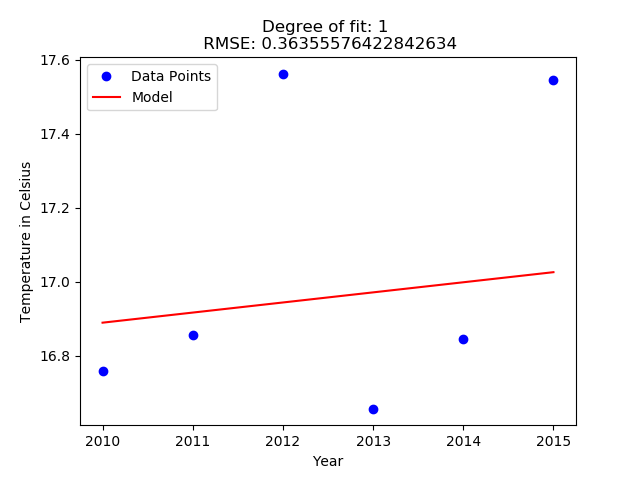 Degree of fit: 1
RMSE: 0.36355576422842634
17.6
17.4
17.2
17.0
16.8
Temperature in Celsius
Data Points
Model
2010 2011 2012 2013 2014 2015
Year